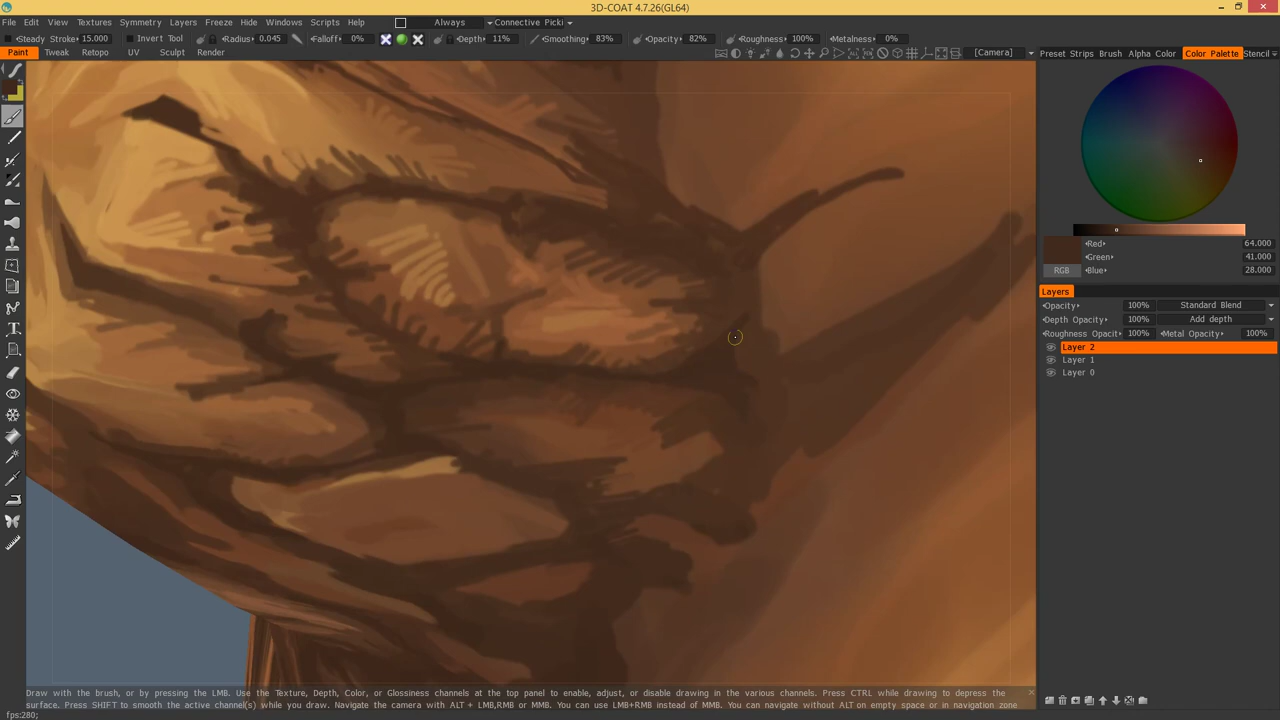 3D-COAT 4.7.26(GL64)
File Edit View Textures Symmetry Layers Freeze Hide Windows Scripts Help Always Connective Picki
Steady Stroke 15.000 Invert Tool Radius 0.045 Falloff 0% Depth 11% Smoothing 83% Opacity 82% Roughness 100% Metalness 0%
Paint Tweak Retopo UV Sculpt Render [Camera] Preset Strips Brush Alpha Color Color Palette Stencil
Red 64.000
Green 41.000
RGB Blue 28.000
Layers
Opacity 100% Standard Blend
Depth Opacity 100% Add depth
Roughness Opacit 100% Metal Opacity 100%
Layer 2
Layer 1
Layer 0
Draw with the brush, or by pressing the LMB. Use the Texture, Depth, Color, or Glossiness channels at the top panel to enable, adjust, or disable drawing in the various channels. Press CTRL while drawing to depress the
surface. Press SHIFT to smooth the active channel(s) while you draw. Navigate the camera with ALT + LMB,RMB or MMB. You can use LMB+RMB instead of MMB. You can navigate without ALT on empty space or in navigation zone
fps:280;